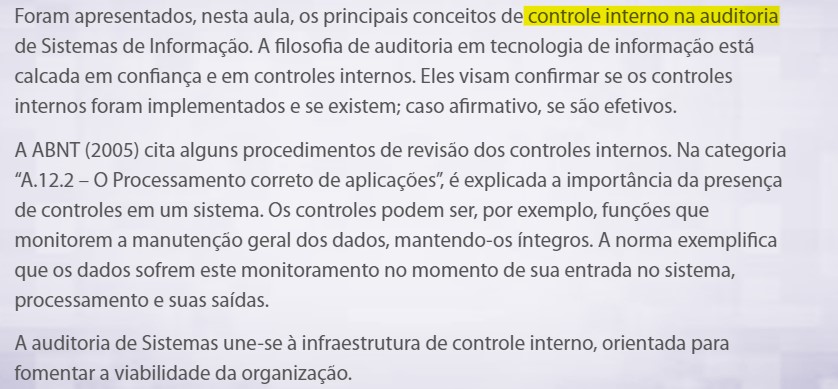 Foram apresentados, nesta aula, os principais conceitos de controle interno na auditoria
de Sistemas de Informação. A filosofia de auditoria em tecnologia de informação está
calcada em confiança e em controles internos. Eles visam confirmar se os controles
internos foram implementados e se existem; caso afirmativo, se são efetivos.
A ABNT (2005) cita alguns procedimentos de revisão dos controles internos. Na categoria
“A.12.2 – O Processamento correto de aplicações”, é explicada a importância da presença
de controles em um sistema. Os controles podem ser, por exemplo, funções que
monitorem a manutenção geral dos dados, mantendo-os íntegros. A norma exemplifica
que os dados sofrem este monitoramento no momento de sua entrada no sistema,
processamento e suas saídas.
A auditoria de Sistemas une-se à infraestrutura de controle interno, orientada para
fomentar a viabilidade da organização.